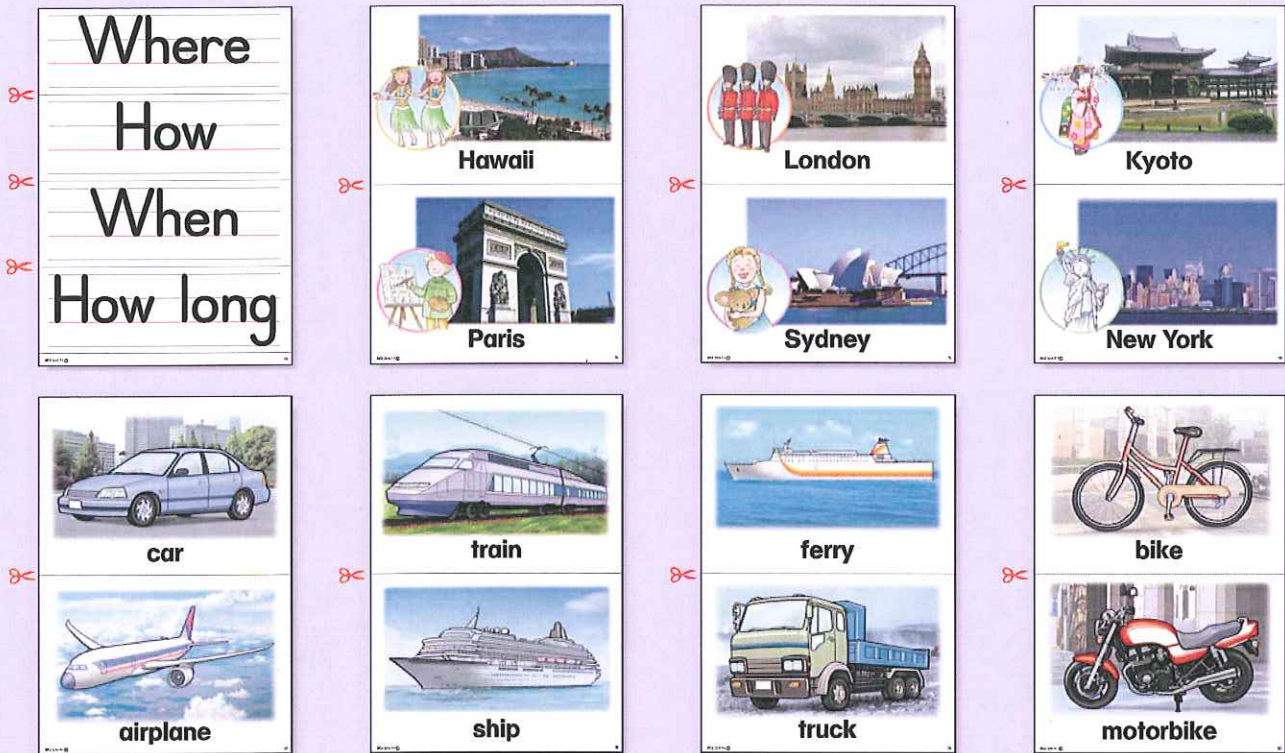 Where
How
When
How long
Hawaii
Paris
London
Sydney
Kyoto
New York
car
airplane
train
ship
ferry
truck
bike
motorbike